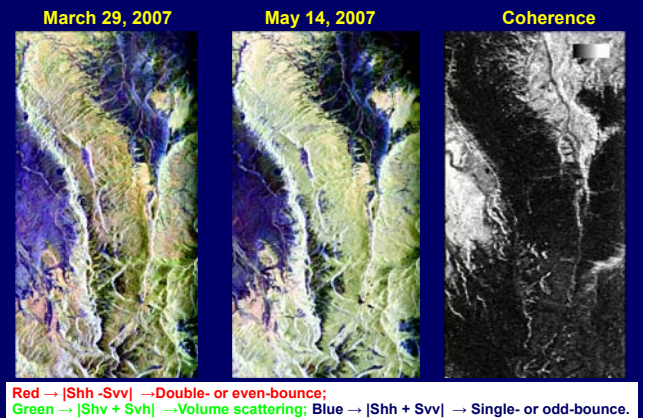 March 29, 2007 May 14, 2007 Coherence
Red → |Shh -Svv| →Double- or even-bounce;
Green → |Shv + Svh| →Volume scattering; Blue → |Shh + Svv| → Single- or odd-bounce.